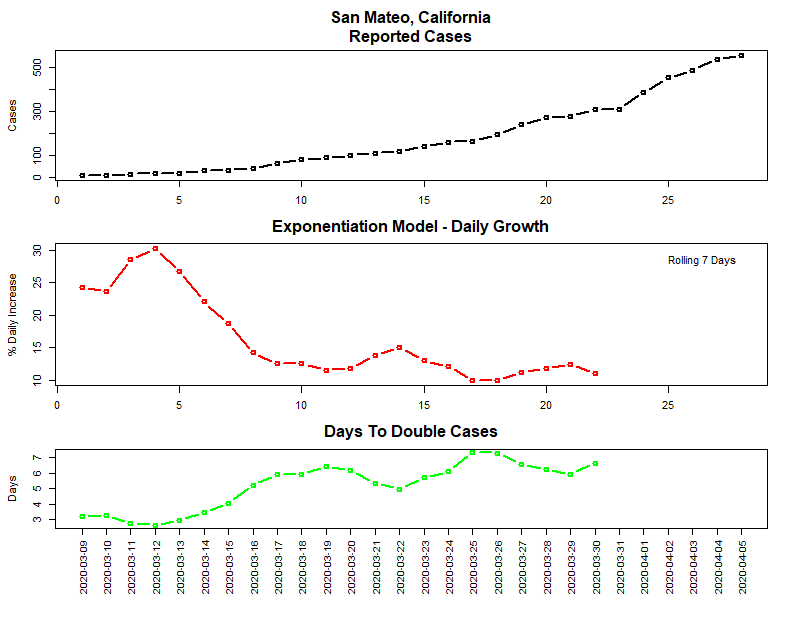 San Mateo, California
Reported Cases
Cases
0 100 300 500
0 5 10 15 20 25
Exponentiation Model - Daily Growth
Rolling 7 Days
% Daily Increase
10 15 20 25 30
0 5 10 15 20 25
Days To Double Cases
Days
3 4 5 6 7
2020-03-09
2020-03-10
2020-03-11
2020-03-12
2020-03-13
2020-03-14
2020-03-15
2020-03-16
2020-03-17
2020-03-18
2020-03-19
2020-03-20
2020-03-21
2020-03-22
2020-03-23
2020-03-24
2020-03-25
2020-03-26
2020-03-27
2020-03-28
2020-03-29
2020-03-30
2020-03-31
2020-04-01
2020-04-02
2020-04-03
2020-04-04
2020-04-05